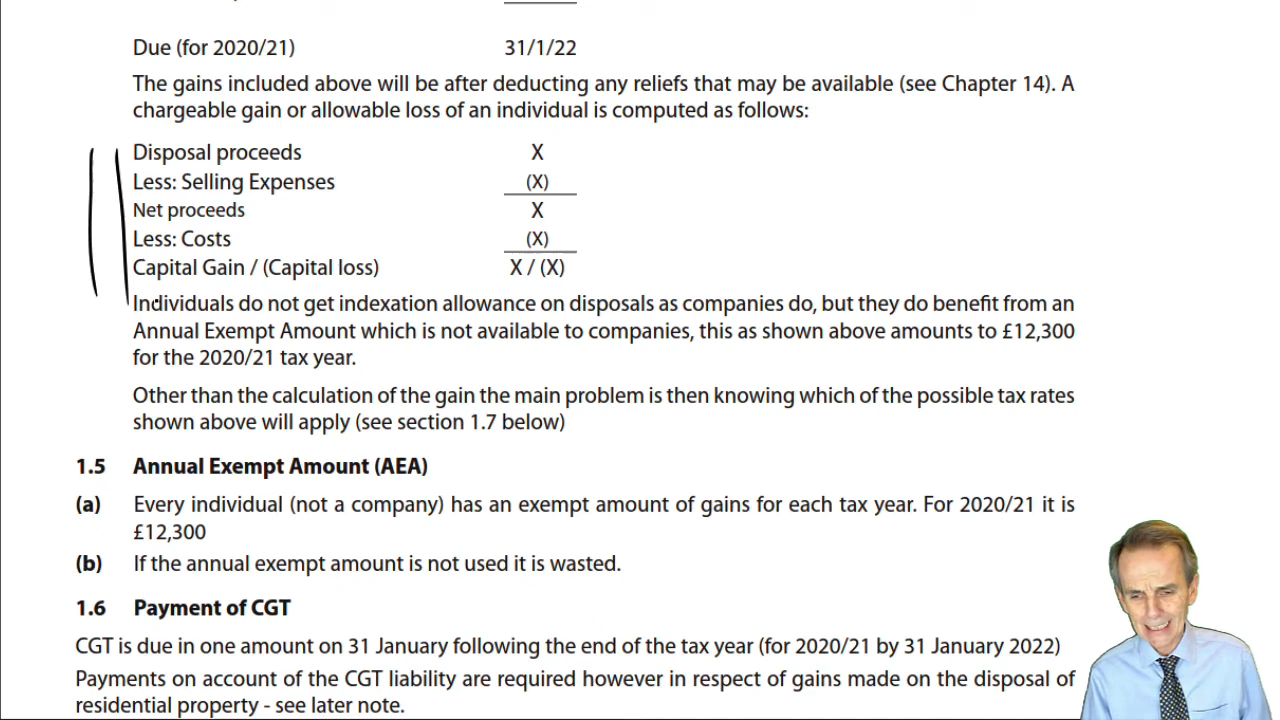 Due (for 2020/21) 31/1/22
The gains included above will be after deducting any reliefs that may be available (see Chapter 14). A
chargeable gain or allowable loss of an individual is computed as follows:
Disposal proceeds X
Less: Selling Expenses (X)
Net proceeds X
Less: Costs (X)
Capital Gain / (Capital loss) X / (X)
Individuals do not get indexation allowance on disposals as companies do, but they do benefit from an
Annual Exempt Amount which is not available to companies, this as shown above amounts to £12,300
for the 2020/21 tax year.
Other than the calculation of the gain the main problem is then knowing which of the possible tax rates
shown above will apply (see section 1.7 below)
1.5 Annual Exempt Amount (AEA)
(a) Every individual (not a company) has an exempt amount of gains for each tax year. For 2020/21 it is
£12,300
(b) If the annual exempt amount is not used it is wasted.
1.6 Payment of CGT
CGT is due in one amount on 31 January following the end of the tax year (for 2020/21 by 31 January 2022)
Payments on account of the CGT liability are required however in respect of gains made on the disposal of
residential property - see later note.